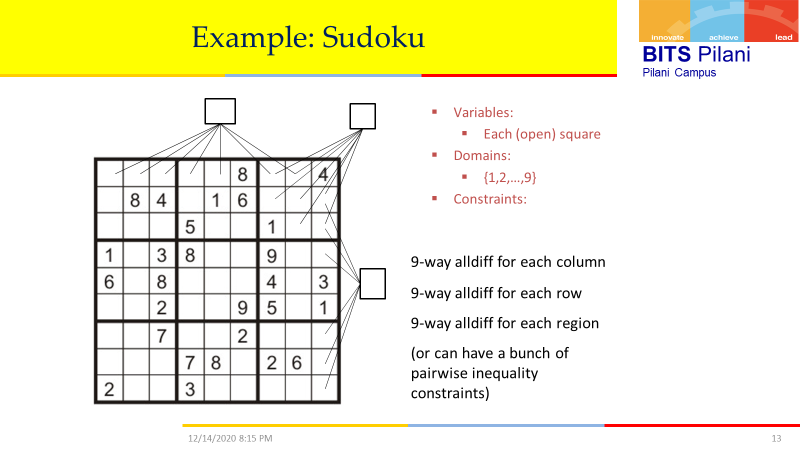 Example: Sudoku
innovate achieve lead
BITS Pilani
Pilani Campus
▪ Variables:
▪ Each (open) square
▪ Domains:
▪ {1,2,…,9}
▪ Constraints:
8 4
8 4 1 6
5 1
1 3 8 9
6 8 4 3
2 9 5 1
7 2
7 8 2 6
2 3
9-way alldiff for each column
9-way alldiff for each row
9-way alldiff for each region
(or can have a bunch of
pairwise inequality
constraints)
12/14/2020 8:15 PM
13